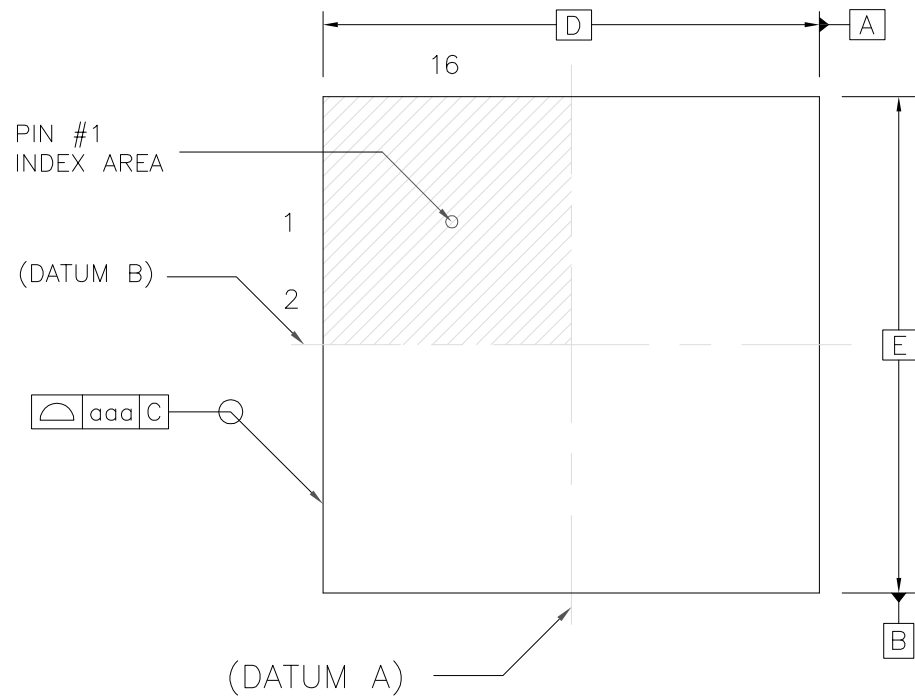 D
A
16
PIN #1
INDEX AREA
1
(DATUM B)
2
E
aaa C
B
(DATUM A)